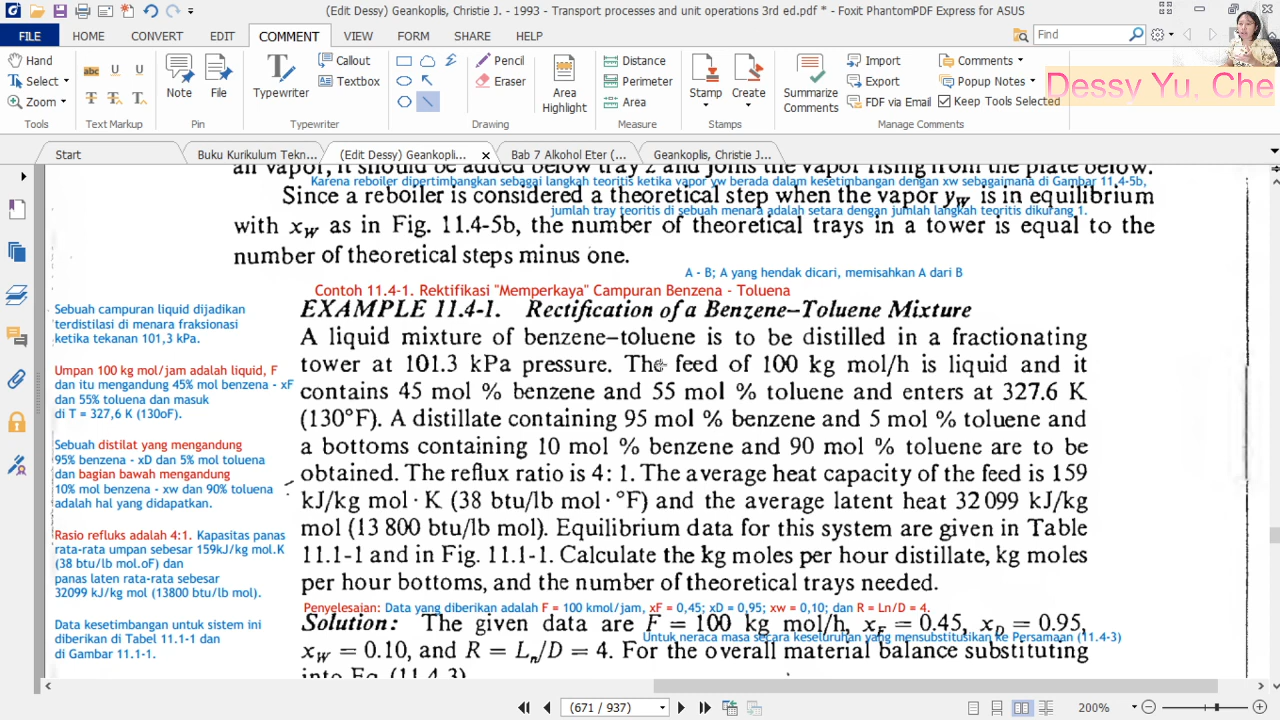 (Edit Dessy) Geankoplis, Christie J. - 1993 - Transport processes and unit operations 3rd ed.pdf * - Foxit PhantomPDF Express for ASUS
FILE HOME CONVERT EDIT COMMENT VIEW FORM SHARE HELP
Find
Hand
Select
Zoom
Tools
Text Markup
Note
File
Pin
Typewriter
Callout
Textbox
Typewriter
Pencil
Eraser
Drawing
Area
Highlight
Distance
Perimeter
Area
Measure
Stamp
Create
Stamps
Summarize
Comments
Import
Export
FDF via Email
Comments
Popup Notes
Keep Tools Selected
Manage Comments
Dessy Yu, Che
Start
Buku Kurikulum Tekn...
(Edit Dessy) Geankopli...
Bab 7 Alkohol Eter (...
Geankoplis, Christie J...
an vapor, it should be added below tray 2 and joins the vapor rising from the plate below.
Karena reboiler dipertimbangkan sebagai langkah teoritis ketika vapor yw berada dalam kesetimbangan dengan xw sebagaimana di Gambar 11.4-5b,
Since a reboiler is considered a theoretical step when the vapor yW is in equilibrium
jumlah tray teoritis di sebuah menara adalah setara dengan jumlah langkah teoritis dikurang 1.
with xW as in Fig. 11.4-5b, the number of theoretical trays in a tower is equal to the
number of theoretical steps minus one.
A - B; A yang hendak dicari, memisahkan A dari B
Contoh 11.4-1. Rektifikasi "Memperkaya" Campuran Benzena - Toluena
EXAMPLE 11.4-1. Rectification of a Benzene–Toluene Mixture
A liquid mixture of benzene–toluene is to be distilled in a fractionating
tower at 101.3 kPa pressure. The feed of 100 kg mol/h is liquid and it
contains 45 mol % benzene and 55 mol % toluene and enters at 327.6 K
(130°F). A distillate containing 95 mol % benzene and 5 mol % toluene and
a bottoms containing 10 mol % benzene and 90 mol % toluene are to be
obtained. The reflux ratio is 4 : 1. The average heat capacity of the feed is 159
kJ/kg mol · K (38 btu/lb mol · °F) and the average latent heat 32 099 kJ/kg
mol (13 800 btu/lb mol). Equilibrium data for this system are given in Table
11.1-1 and in Fig. 11.1-1. Calculate the kg moles per hour distillate, kg moles
per hour bottoms, and the number of theoretical trays needed.
Sebuah campuran liquid dijadikan
terdistilasi di menara fraksionasi
ketika tekanan 101,3 kPa.
Umpan 100 kg mol/jam adalah liquid, F
dan itu mengandung 45% mol benzena - xF
dan 55% toluena dan masuk
di T = 327,6 K (130oF).
Sebuah distilat yang mengandung
95% benzena - xD dan 5% mol toluena
dan bagian bawah mengandung
10% mol benzena - xw dan 90% toluena
adalah hal yang didapatkan.
Rasio refluks adalah 4:1. Kapasitas panas
rata-rata umpan sebesar 159kJ/kg mol.K
(38 btu/lb mol.oF) dan
panas laten rata-rata sebesar
32099 kJ/kg mol (13800 btu/lb mol).
Data kesetimbangan untuk sistem ini
diberikan di Tabel 11.1-1 dan
di Gambar 11.1-1.
Penyelesaian: Data yang diberikan adalah F = 100 kmol/jam, xF = 0,45; xD = 0,95; xw = 0,10; dan R = Ln/D = 4.
Solution: The given data are F = 100 kg mol/h, xF = 0.45, xD = 0.95,
Untuk neraca masa secara keseluruhan yang mensubstitusikan ke Persamaan (11.4-3)
xW = 0.10, and R = Ln/D = 4. For the overall material balance substituting
into Eq. (11.4-3)
(671 / 937)
200%